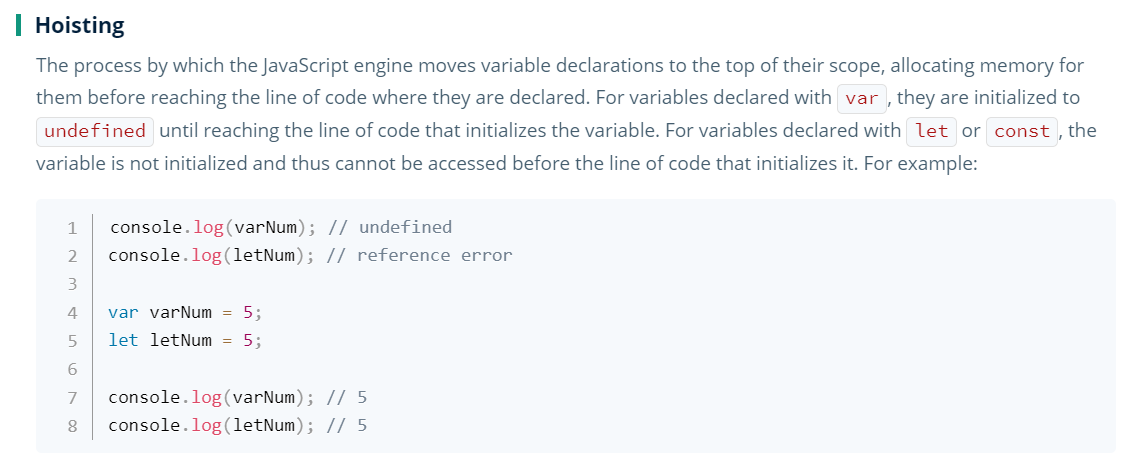 Hoisting
The process by which the JavaScript engine moves variable declarations to the top of their scope, allocating memory for
them before reaching the line of code where they are declared. For variables declared with var , they are initialized to
undefined until reaching the line of code that initializes the variable. For variables declared with let or const , the
variable is not initialized and thus cannot be accessed before the line of code that initializes it. For example:
1 console.log(varNum); // undefined
2 console.log(letNum); // reference error
3
4 var varNum = 5;
5 let letNum = 5;
6
7 console.log(varNum); // 5
8 console.log(letNum); // 5